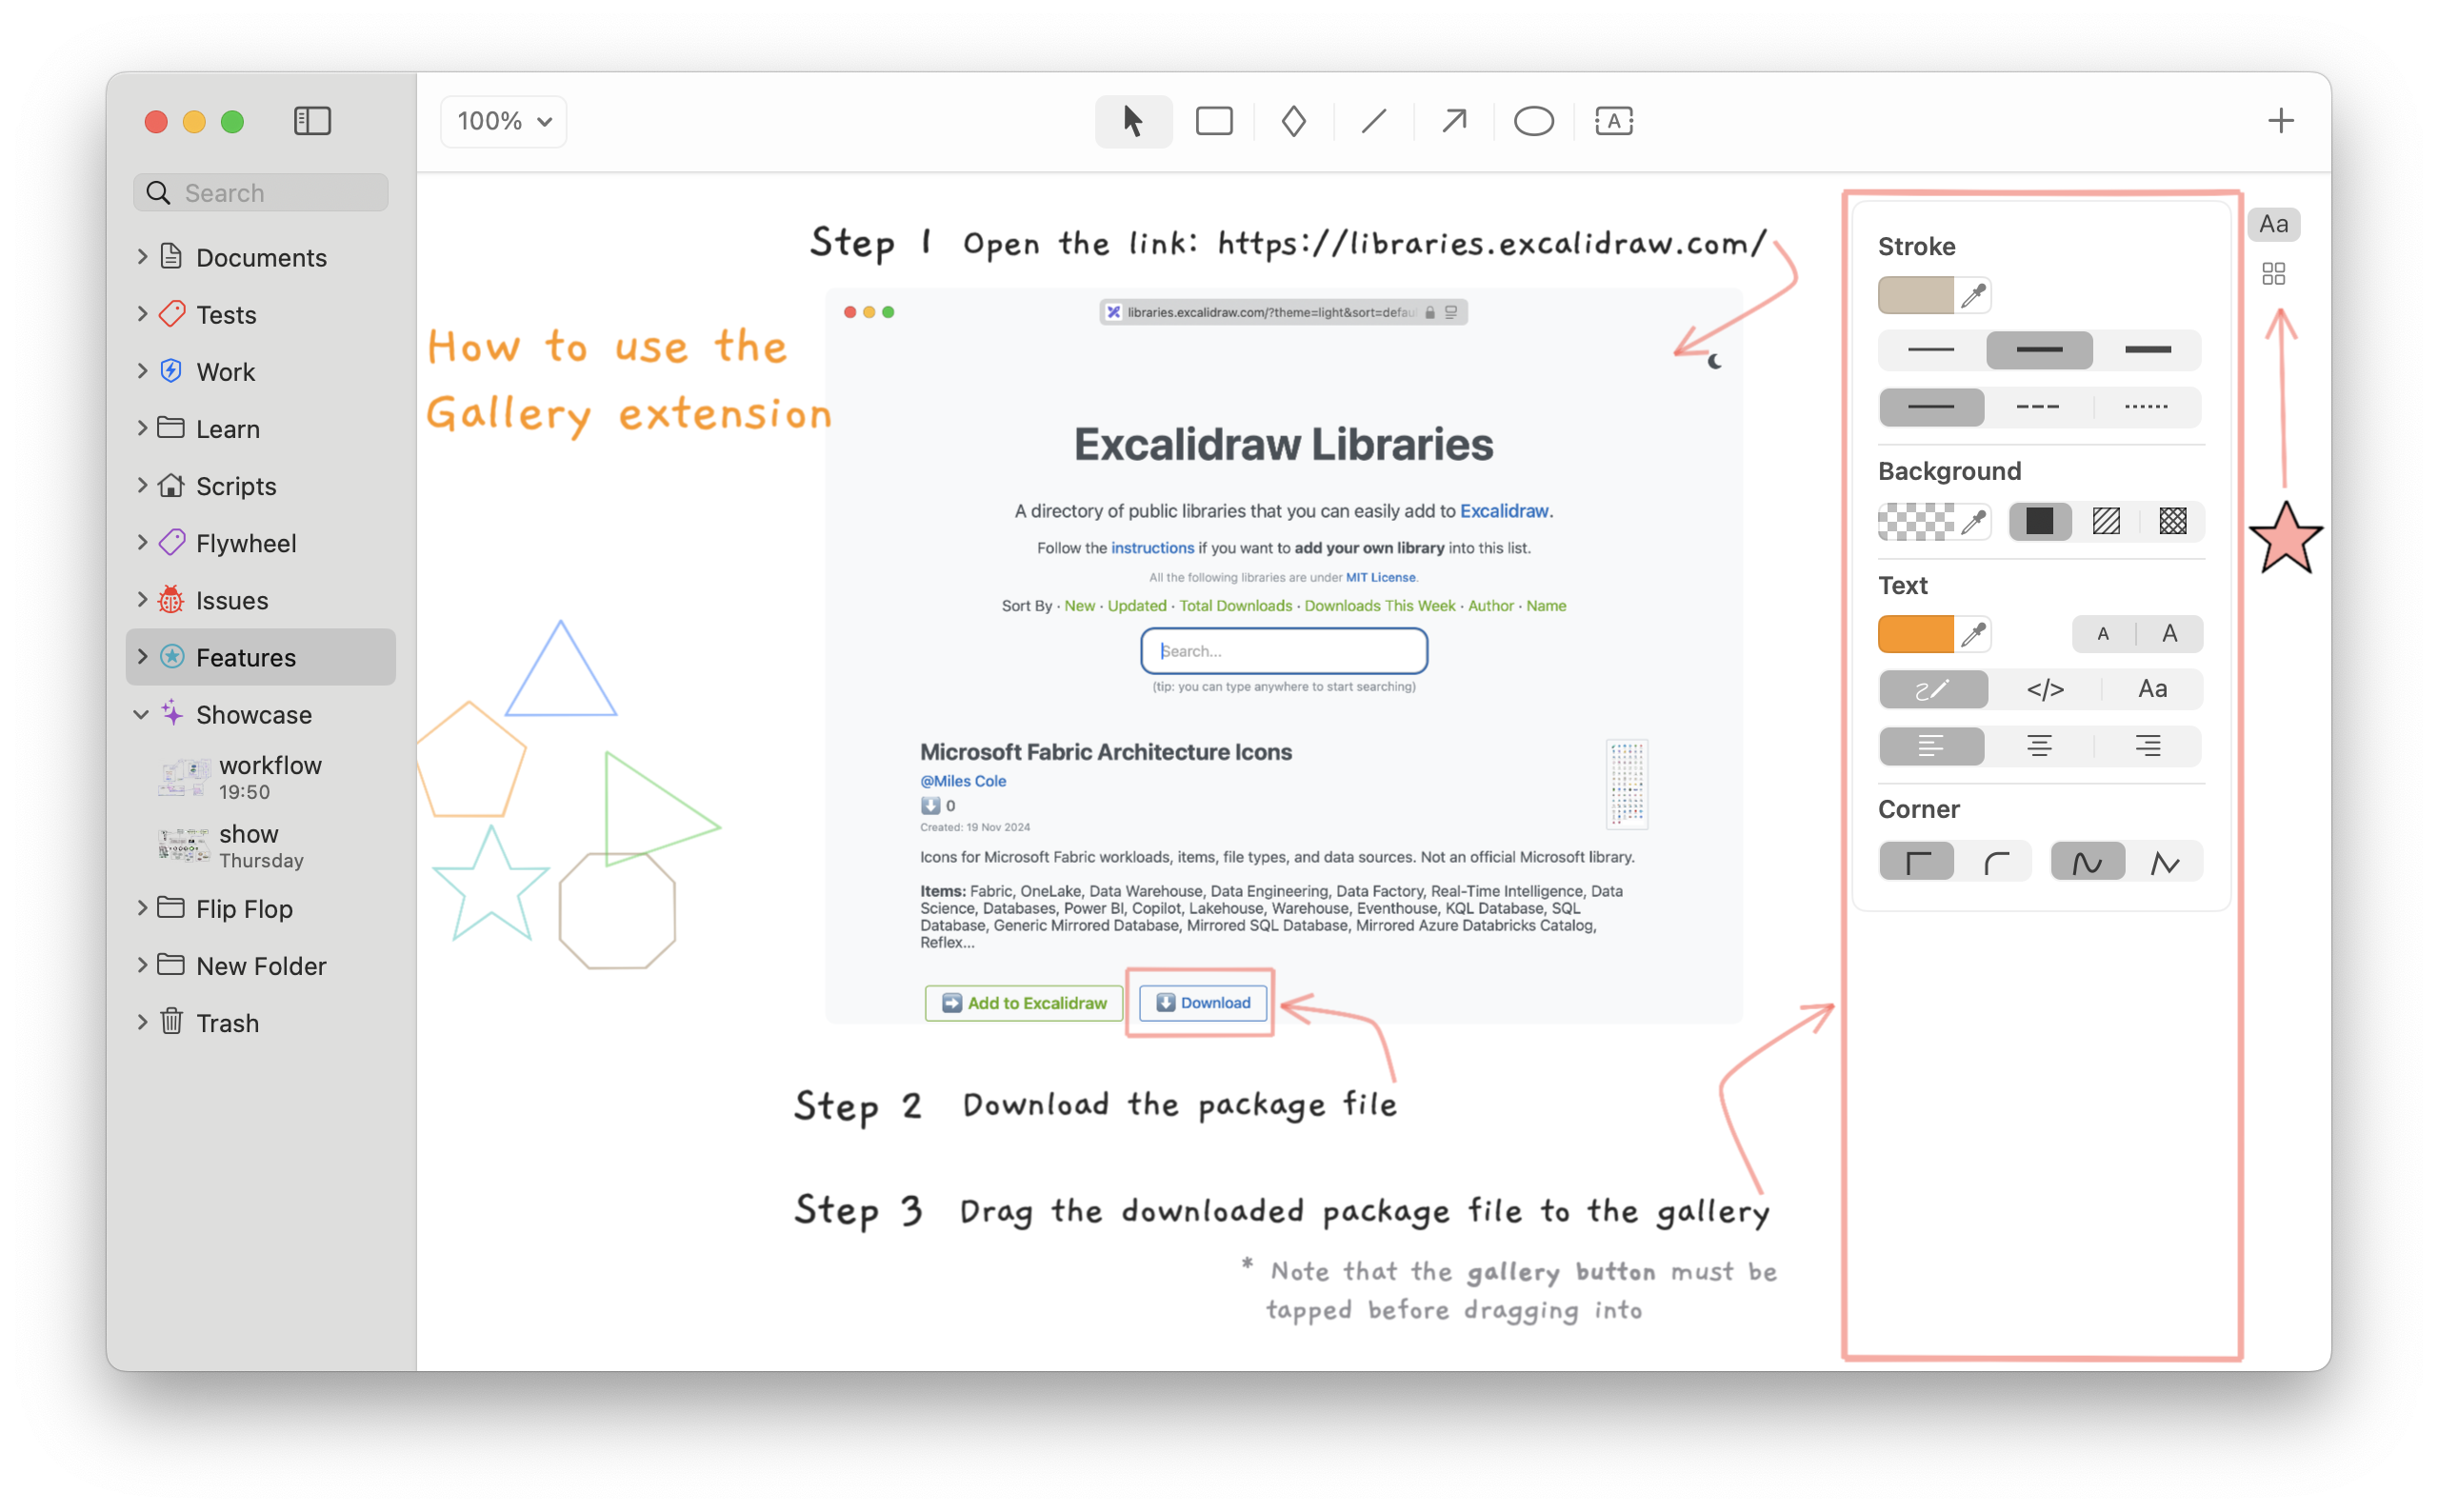 100%
Search
Documents
Tests
Work
Learn
Scripts
Flywheel
Issues
Features
Showcase
workflow
19:50
show
Thursday
Flip Flop
New Folder
Trash
A
How to use the
Gallery extension
Step 1 Open the link: https://libraries.excalidraw.com/
libraries.excalidraw.com/?theme=light&sort=defau
Excalidraw Libraries
A directory of public libraries that you can easily add to Excalidraw.
Follow the instructions if you want to add your own library into this list.
All the following libraries are under MIT License.
Sort By · New · Updated · Total Downloads · Downloads This Week · Author · Name
Search...
(tip: you can type anywhere to start searching)
Microsoft Fabric Architecture Icons
@Miles Cole
0
Created: 19 Nov 2024
Icons for Microsoft Fabric workloads, items, file types, and data sources. Not an official Microsoft library.
Items: Fabric, OneLake, Data Warehouse, Data Engineering, Data Factory, Real-Time Intelligence, Data
Science, Databases, Power BI, Copilot, Lakehouse, Warehouse, Eventhouse, KQL Database, SQL
Database, Generic Mirrored Database, Mirrored SQL Database, Mirrored Azure Databricks Catalog,
Reflex...
Add to Excalidraw
Download
Step 2 Download the package file
Step 3 Drag the downloaded package file to the gallery
* Note that the gallery button must be
tapped before dragging into
Stroke
Background
Text
A A
</> Aa
Corner
Aa